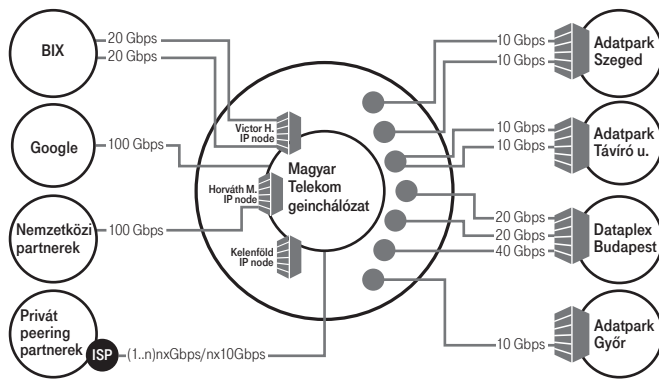 BIX
20 Gbps
20 Gbps
Google
100 Gbps
Nemzetközi
partnerek
100 Gbps
Privát
peering
partnerek
ISP
(1..n)nxGbps/nx10Gbps
Victor H.
IP node
Horváth M.
IP node
Kelenföld
IP node
Magyar
Telekom
geinchálózat
10 Gbps
10 Gbps
Adatpark
Szeged
10 Gbps
10 Gbps
Adatpark
Távíró u.
20 Gbps
20 Gbps
40 Gbps
Dataplex
Budapest
10 Gbps
Adatpark
Győr